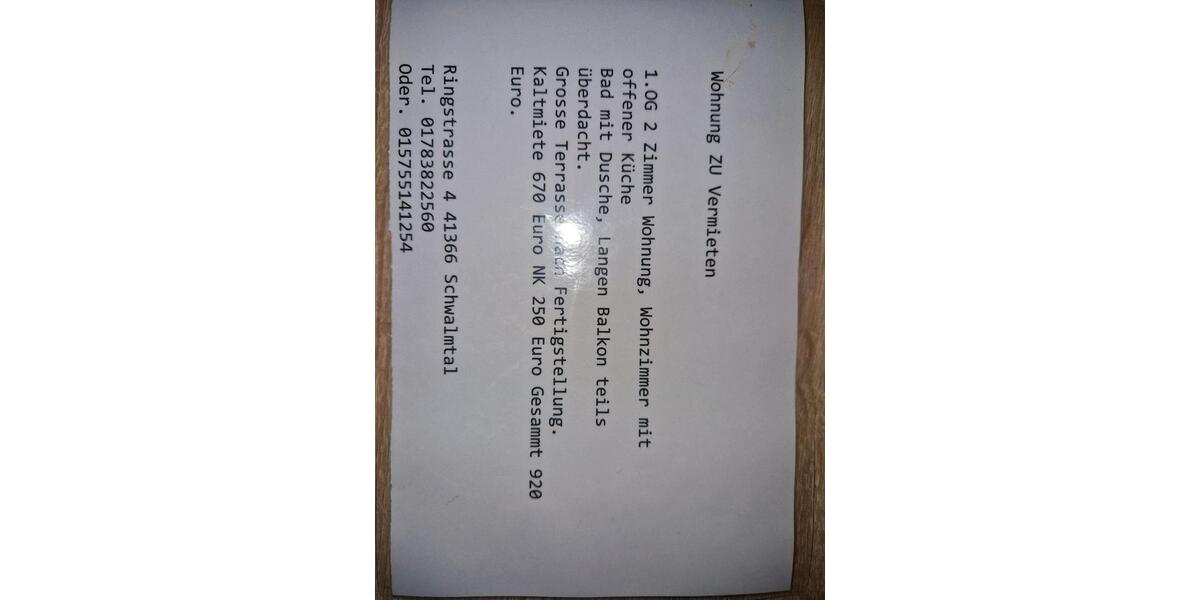 Wohnung ZU Vermieten
1.OG 2 Zimmer Wohnung, Wohnzimmer mit
offener Küche
Bad mit Dusche, Langen Balkon teils
überdacht.
Grosse Terrasse nach Fertigstellung.
Kaltmiete 670 Euro NK 250 Euro Gesammt 920
Euro.
Ringstrasse 4 41366 Schwalmtal
Tel. 01783822560
Oder. 015755141254